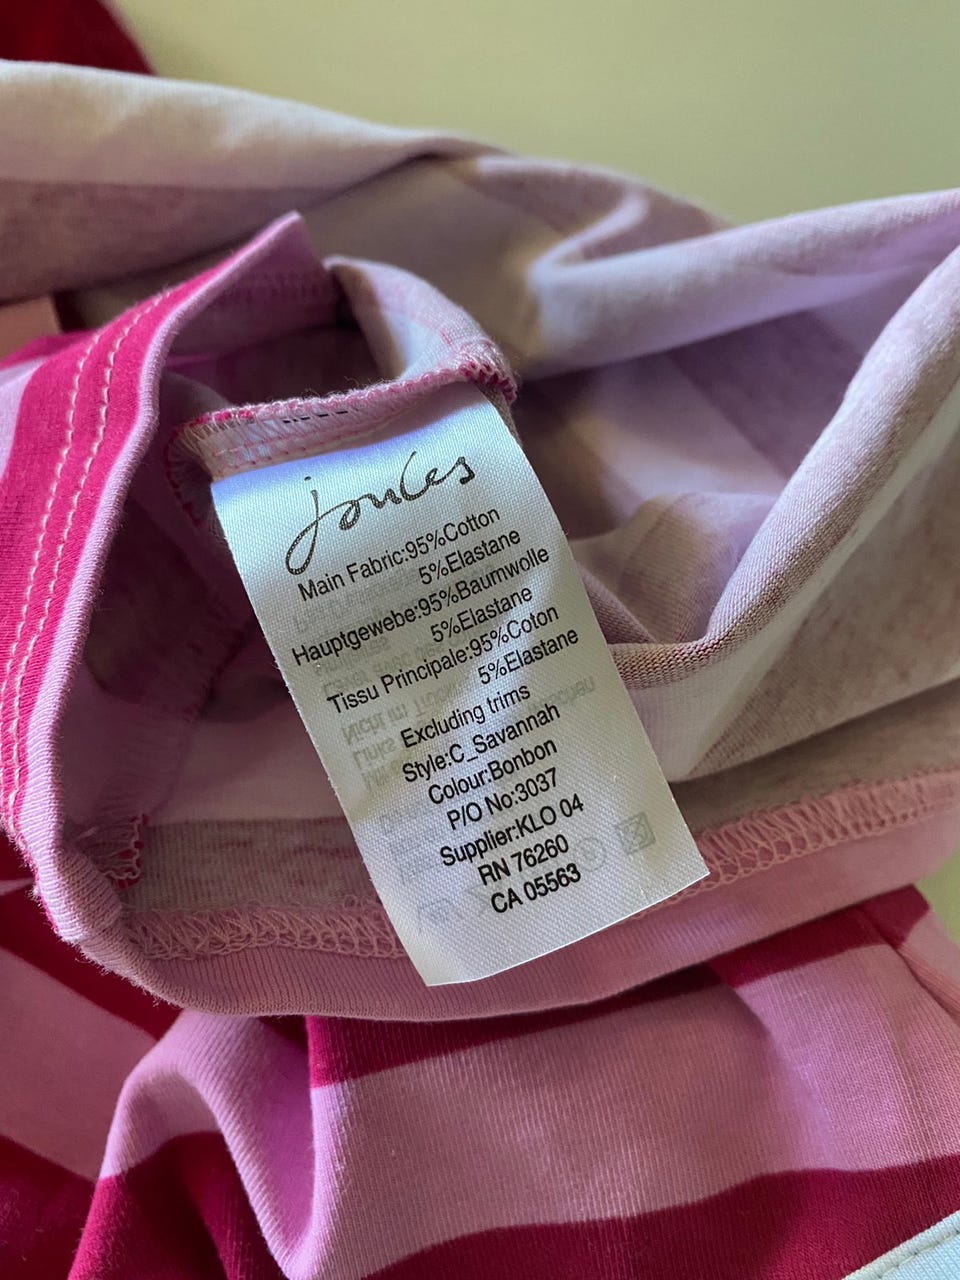 Joules
Main Fabric:95%Cotton
5%Elastane
Hauptgewebe:95%Baumwolle
5%Elastane
Tissu Principale:95%Coton
5%Elastane
Excluding trims
Style:C_Savannah
Colour:Bonbon
P/O No:3037
Supplier:KLO 04
RN 76260
CA 05563